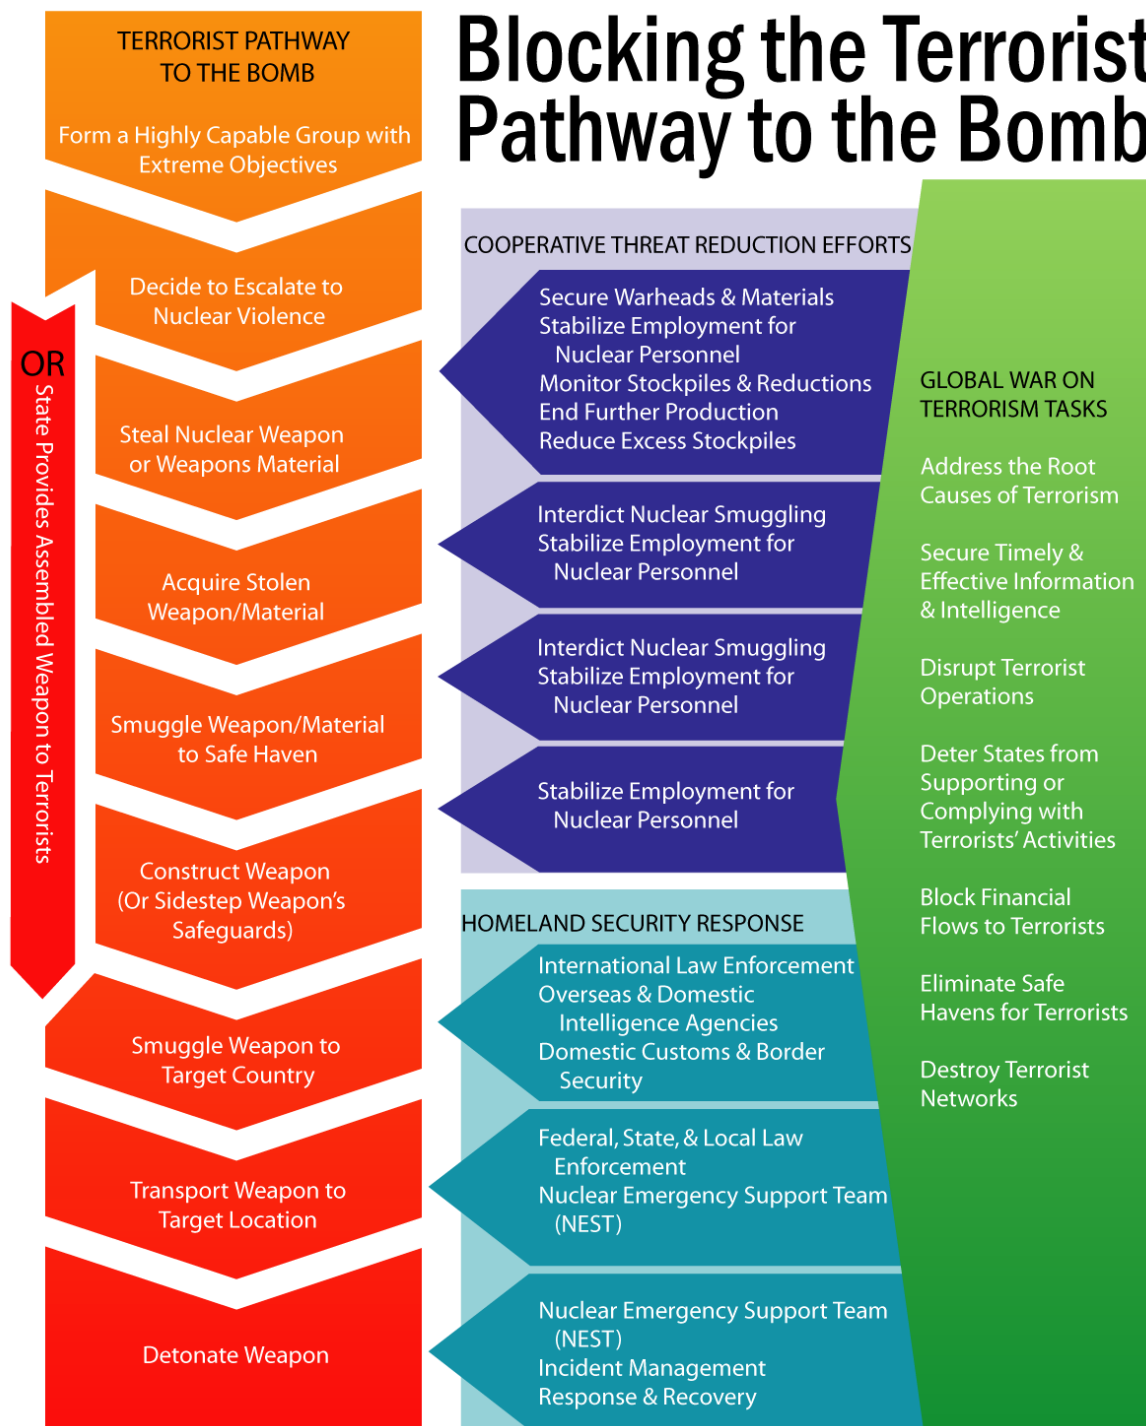 Blocking the Terrorist
Pathway to the Bomb
TERRORIST PATHWAY
TO THE BOMB
Form a Highly Capable Group with
Extreme Objectives
Decide to Escalate to
Nuclear Violence
Steal Nuclear Weapon
or Weapons Material
Acquire Stolen
Weapon/Material
Smuggle Weapon/Material
to Safe Haven
Construct Weapon
(Or Sidestep Weapon's
Safeguards)
Smuggle Weapon to
Target Country
Transport Weapon to
Target Location
Detonate Weapon
OR
State Provides Assembled Weapon to Terrorists
COOPERATIVE THREAT REDUCTION EFFORTS
Secure Warheads & Materials
Stabilize Employment for
Nuclear Personnel
Monitor Stockpiles & Reductions
End Further Production
Reduce Excess Stockpiles
Interdict Nuclear Smuggling
Stabilize Employment for
Nuclear Personnel
Interdict Nuclear Smuggling
Stabilize Employment for
Nuclear Personnel
Stabilize Employment for
Nuclear Personnel
HOMELAND SECURITY RESPONSE
International Law Enforcement
Overseas & Domestic
Intelligence Agencies
Domestic Customs & Border
Security
Federal, State, & Local Law
Enforcement
Nuclear Emergency Support Team
(NEST)
Nuclear Emergency Support Team
(NEST)
Incident Management
Response & Recovery
GLOBAL WAR ON
TERRORISM TASKS
Address the Root
Causes of Terrorism
Secure Timely &
Effective Information
& Intelligence
Disrupt Terrorist
Operations
Deter States from
Supporting or
Complying with
Terrorists' Activities
Block Financial
Flows to Terrorists
Eliminate Safe
Havens for Terrorists
Destroy Terrorist
Networks